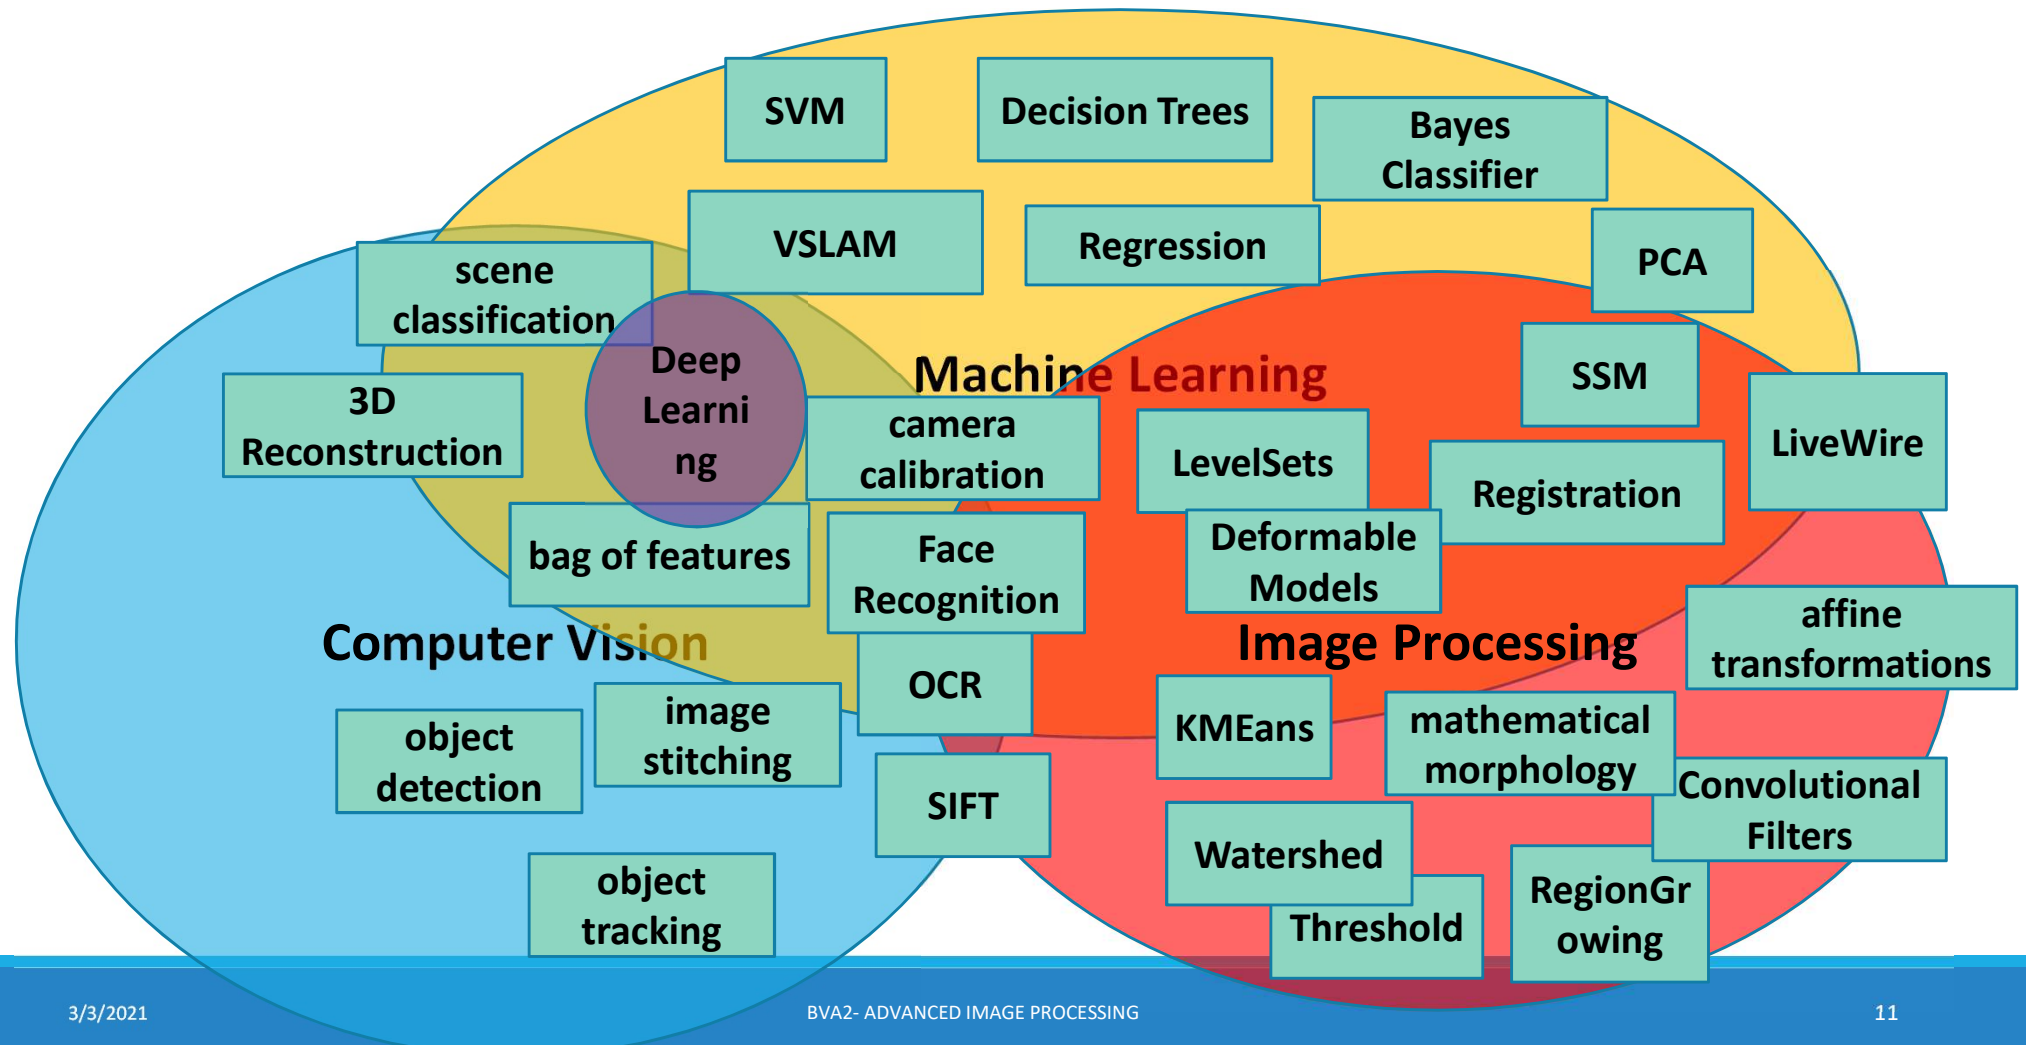 SVM
Decision Trees
Bayes
Classifier
VSLAM
Regression
PCA
scene
classification
Deep
Learni
ng
Machine Learning
SSM
3D
Reconstruction
camera
calibration
LevelSets
Registration
LiveWire
bag of features
Face
Recognition
Deformable
Models
Computer Vision
Image Processing
affine
transformations
OCR
image
stitching
object
detection
KMEans
mathematical
morphology
SIFT
Convolutional
Filters
Watershed
object
tracking
Threshold
RegionGr
owing
3/3/2021
BVA2- ADVANCED IMAGE PROCESSING
11